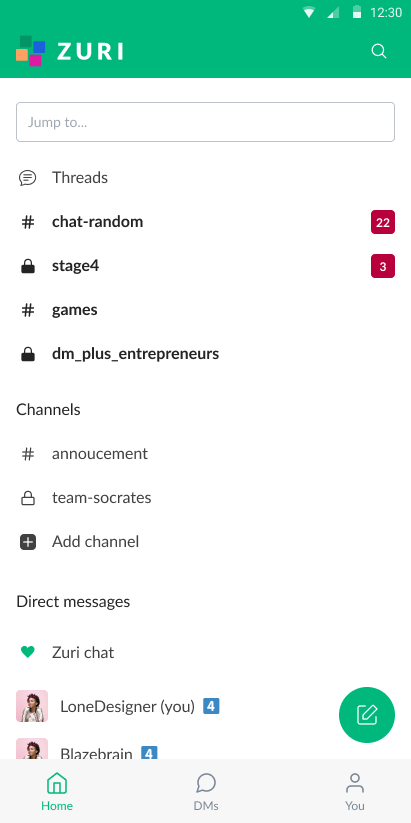 12:30
ZURI
Jump to...
Threads
# chat-random 22
stage4 3
# games
dm_plus_entrepreneurs
Channels
# annoucement
team-socrates
Add channel
Direct messages
Zuri chat
LoneDesigner (you) 4
Blazebrain 4
Home DMs You